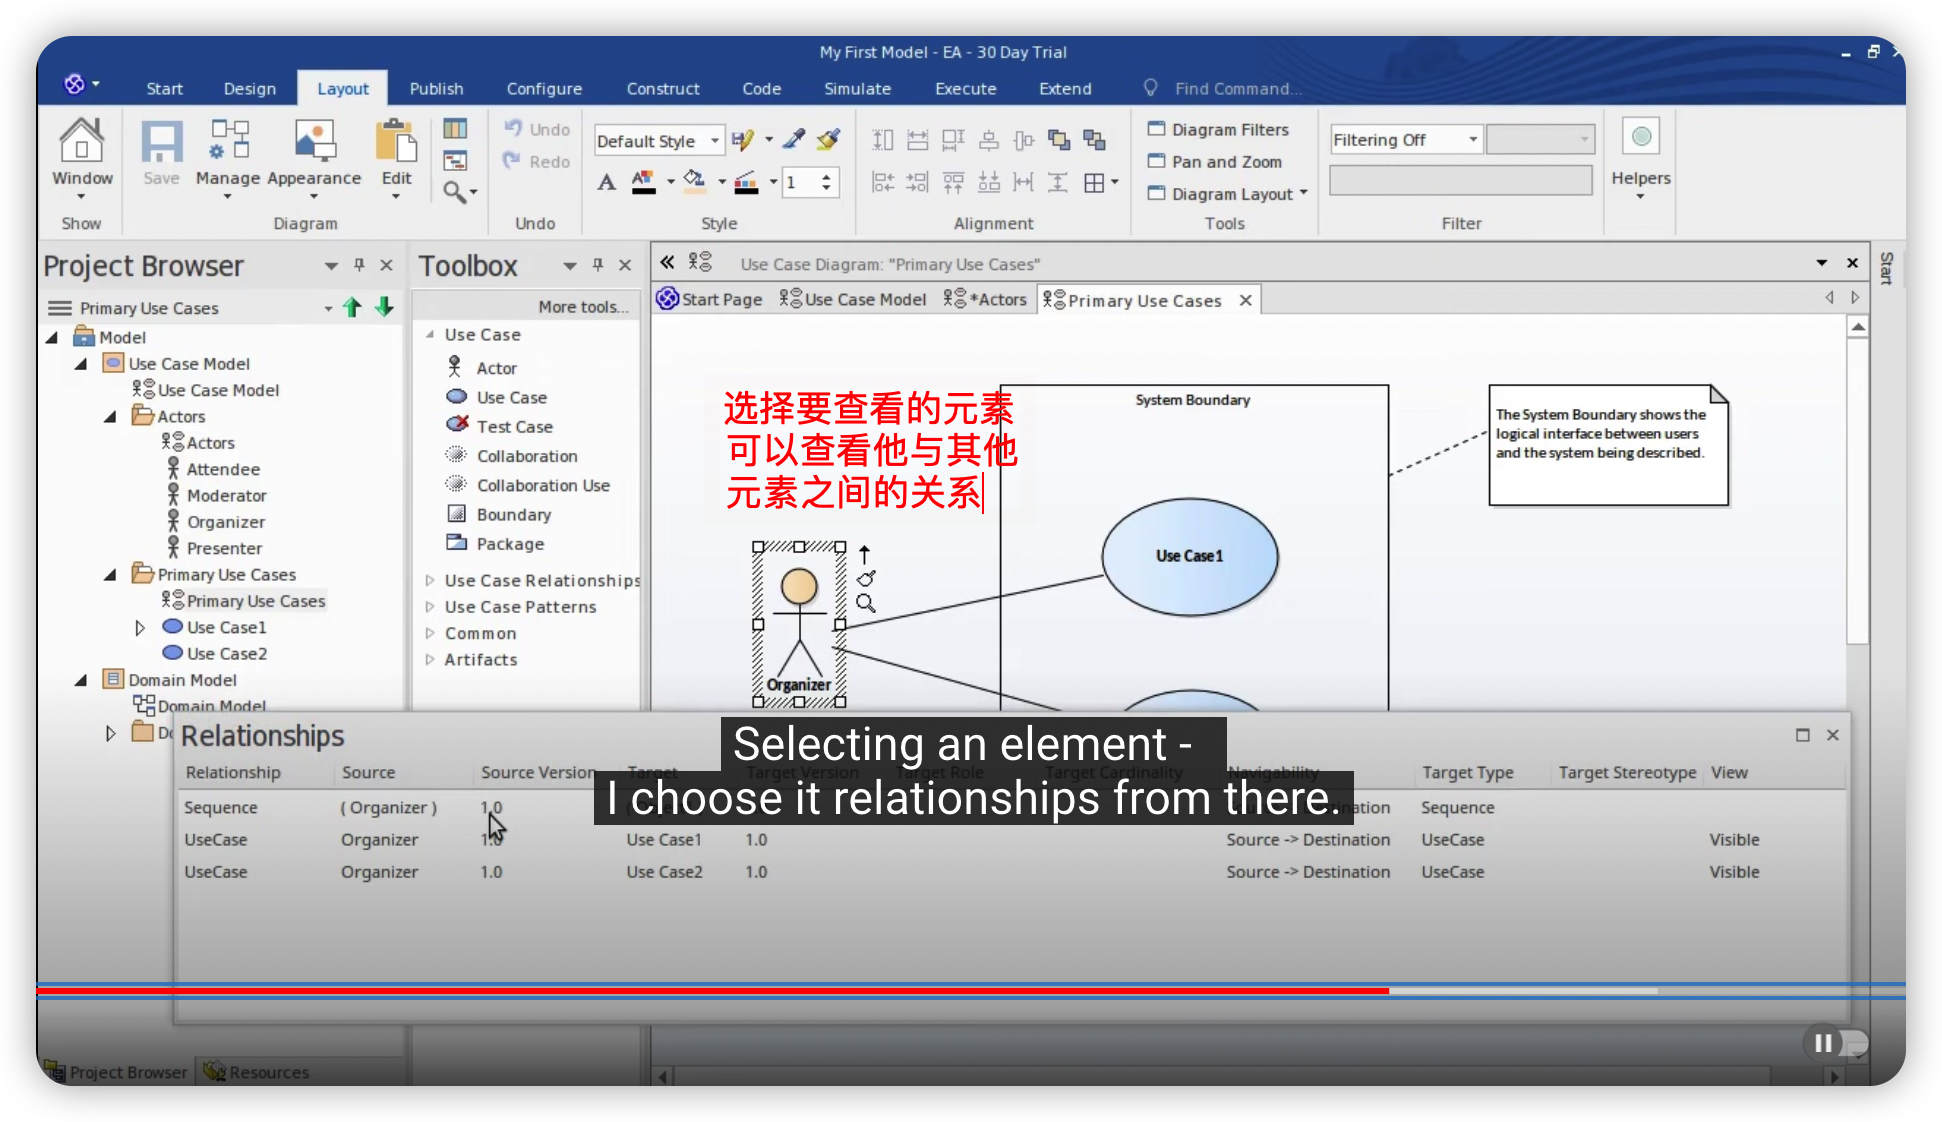 My First Model - EA - 30 Day Trial
Start Design Layout Publish Configure Construct Code Simulate Execute Extend Find Command...
Window Save Manage Appearance Edit
Undo
Redo
Default Style
1
Diagram Filters
Pan and Zoom
Diagram Layout
Filtering Off
Helpers
Show Diagram Undo Style Alignment Tools Filter
Project Browser
Primary Use Cases
Model
Use Case Model
Use Case Model
Actors
Actors
Attendee
Moderator
Organizer
Presenter
Primary Use Cases
Primary Use Cases
Use Case1
Use Case2
Domain Model
Domain Model
Toolbox
More tools...
Use Case
Actor
Use Case
Test Case
Collaboration
Collaboration Use
Boundary
Package
Use Case Relationships
Use Case Patterns
Common
Artifacts
Use Case Diagram: "Primary Use Cases"
Start
Start Page Use Case Model *Actors Primary Use Cases
选择要查看的元素
可以查看他与其他
元素之间的关系
System Boundary
The System Boundary shows the
logical interface between users
and the system being described.
Use Case1
Organizer
Relationships
Selecting an element -
I choose it relationships from there.
Relationship Source Source Version Target Target Version Target Role Target Cardinality Navigability Target Type Target Stereotype View
Sequence ( Organizer ) 1.0 Sequence
UseCase Organizer 1.0 Use Case1 1.0 Source -> Destination UseCase Visible
UseCase Organizer 1.0 Use Case2 1.0 Source -> Destination UseCase Visible
Project Browser Resources